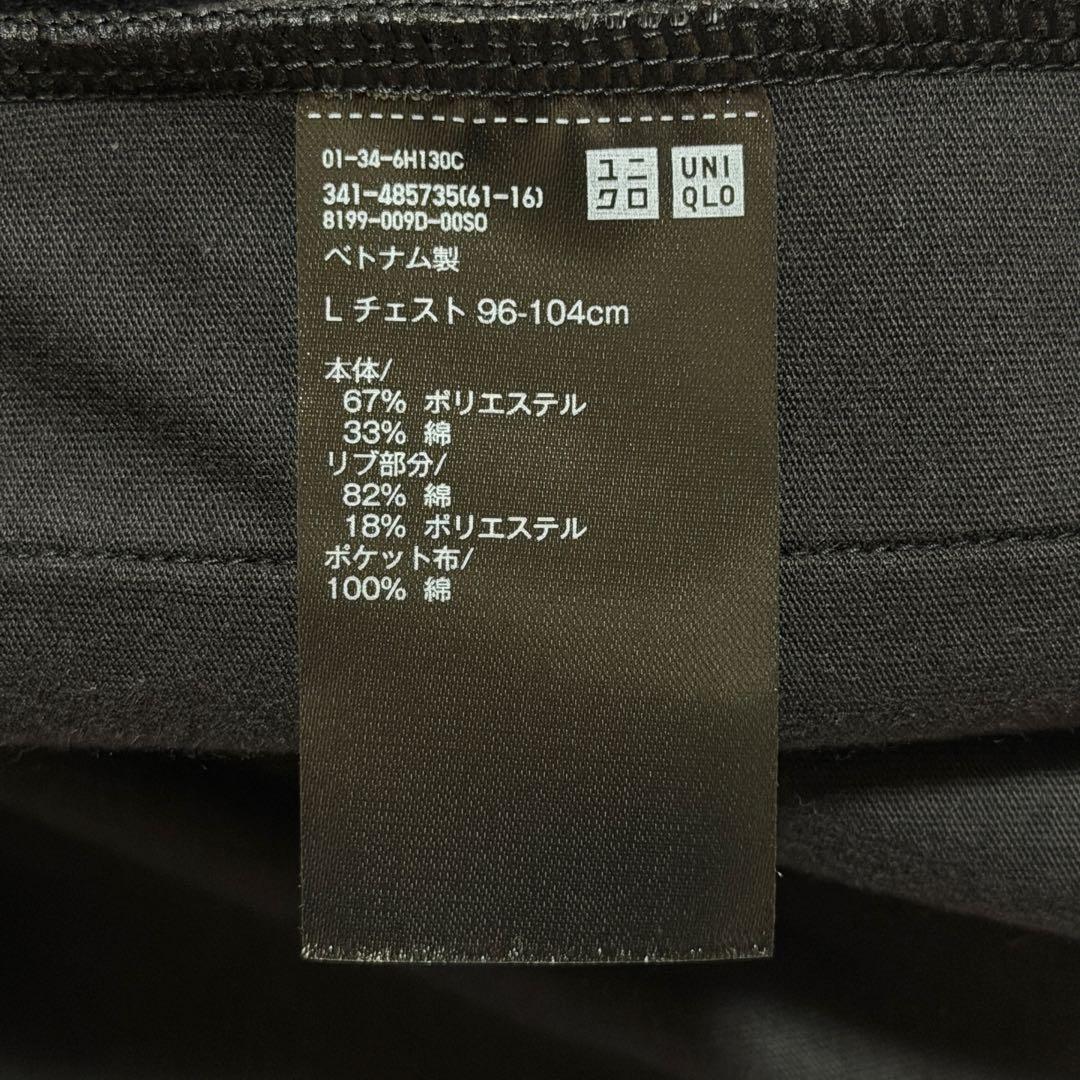 01-34-6H130C
341-485735(61-16)
8199-009D-00SO
ユニ
クロ
UNI
QLO
ベトナム製
L チェスト 96-104cm
本体/
67% ポリエステル
33% 綿
リブ部分/
82% 綿
18% ポリエステル
ポケット布/
100% 綿